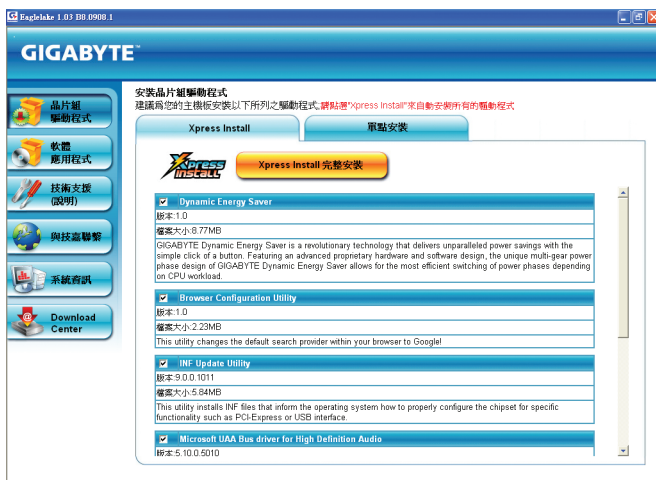 Eaglelake 1.03 B8.0908.1
GIGABYTE™
晶片組
驅動程式
軟體
應用程式
技術支援
(說明)
與技嘉聯繫
系統資訊
Download
Center
安裝晶片組驅動程式
建議為您的主機板安裝以下所列之驅動程式,請點選"Xpress Install"來自動安裝所有的驅動程式
Xpress Install
單點安裝
Xpress
INSTALL
Xpress Install 完整安裝
Dynamic Energy Saver
版本:1.0
檔案大小:8.77MB
GIGABYTE Dynamic Energy Saver is a revolutionary technology that delivers unparalleled power savings with the
simple click of a button. Featuring an advanced proprietary hardware and software design, the unique multi-gear power
phase design of GIGABYTE Dynamic Energy Saver allows for the most efficient switching of power phases depending
on CPU workload.
Browser Configuration Utility
版本:1.0
檔案大小:2.23MB
This utility changes the default search provider within your browser to Google!
INF Update Utility
版本:9.0.0.1011
檔案大小:5.84MB
This utility installs INF files that inform the operating system how to properly configure the chipset for specific
functionality such as PCI-Express or USB interface.
Microsoft UAA Bus driver for High Definition Audio
版本:5.10.0.5010